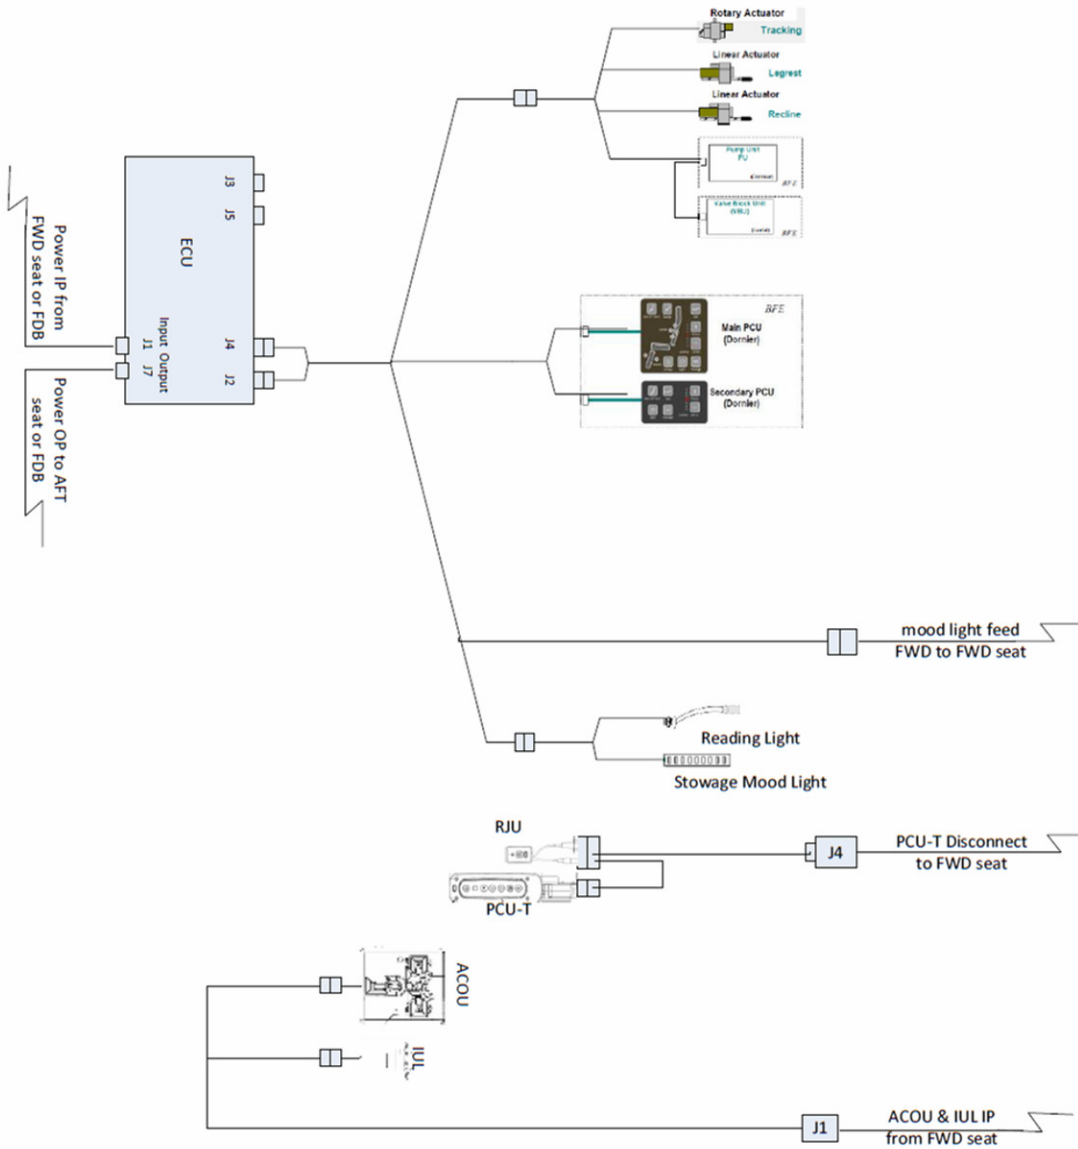 Rotary Actuator
Tracking
Linear Actuator
Legrest
Linear Actuator
Recline
Pump Unit
PU
(Dornier)
BFE
Valve Block Unit
(VBU)
(Dornier)
BFE
J3
J5
ECU
Input Output
J1 J7
J4
J2
Power IP from
FWD seat or FDB
Power OP to AFT
seat or FDB
BFE
Main PCU
(Dornier)
Secondary PCU
(Dornier)
mood light feed
FWD to FWD seat
Reading Light
Stowage Mood Light
RJU
PCU-T
J4
PCU-T Disconnect
to FWD seat
ACOU
IUL
J1
ACOU & IUL IP
from FWD seat